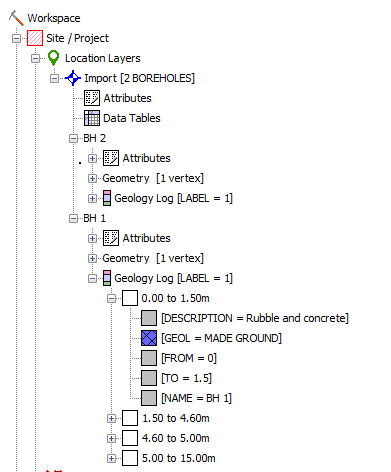 Workspace
Site / Project
Location Layers
Import [2 BOREHOLES]
Attributes
Data Tables
BH 2
Attributes
Geometry [1 vertex]
Geology Log [LABEL = 1]
BH 1
Attributes
Geometry [1 vertex]
Geology Log [LABEL = 1]
0.00 to 1.50m
[DESCRIPTION = Rubble and concrete]
[GEOL = MADE GROUND]
[FROM = 0]
[TO = 1.5]
[NAME = BH 1]
1.50 to 4.60m
4.60 to 5.00m
5.00 to 15.00m